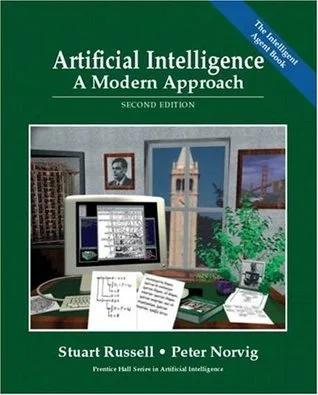 The Intelligent
Agent Book
Artificial Intelligence
A Modern Approach
SECOND EDITION
Stuart Russell • Peter Norvig
Prentice Hall Series in Artificial Intelligence